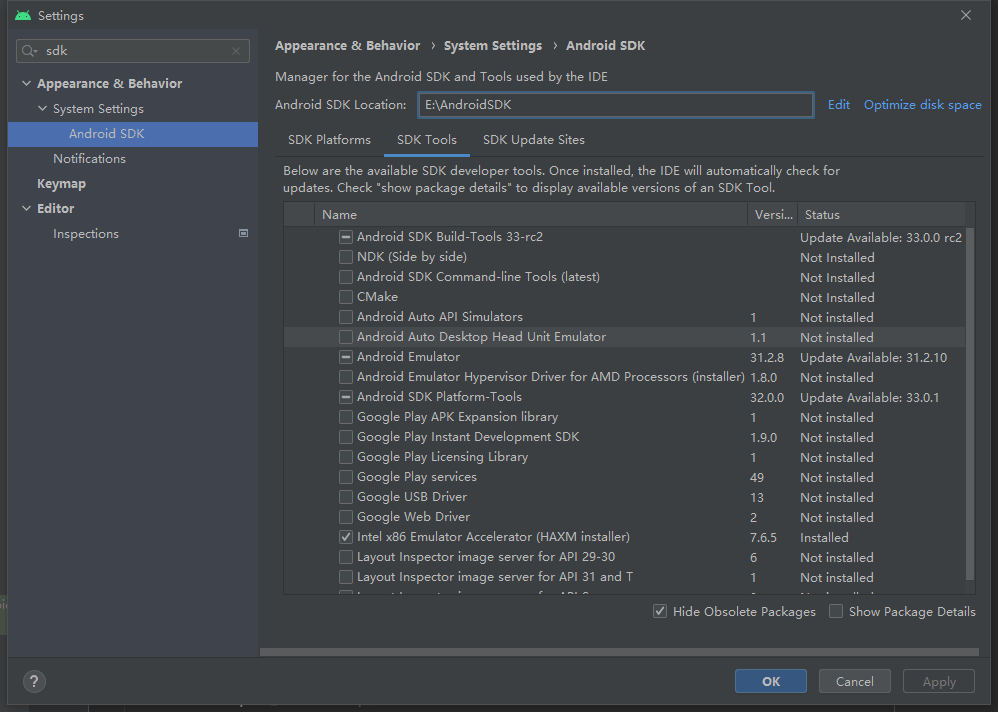 Settings
sdk
Appearance & Behavior
System Settings
Android SDK
Notifications
Keymap
Editor
Inspections
Appearance & Behavior › System Settings › Android SDK
Manager for the Android SDK and Tools used by the IDE
Android SDK Location: E:\AndroidSDK Edit Optimize disk space
SDK Platforms SDK Tools SDK Update Sites
Below are the available SDK developer tools. Once installed, the IDE will automatically check for
updates. Check "show package details" to display available versions of an SDK Tool.
Name Versi... Status
Android SDK Build-Tools 33-rc2 Update Available: 33.0.0 rc2
NDK (Side by side) Not Installed
Android SDK Command-line Tools (latest) Not Installed
CMake Not Installed
Android Auto API Simulators 1 Not installed
Android Auto Desktop Head Unit Emulator 1.1 Not installed
Android Emulator 31.2.8 Update Available: 31.2.10
Android Emulator Hypervisor Driver for AMD Processors (installer) 1.8.0 Not installed
Android SDK Platform-Tools 32.0.0 Update Available: 33.0.1
Google Play APK Expansion library 1 Not installed
Google Play Instant Development SDK 1.9.0 Not installed
Google Play Licensing Library 1 Not installed
Google Play services 49 Not installed
Google USB Driver 13 Not installed
Google Web Driver 2 Not installed
Intel x86 Emulator Accelerator (HAXM installer) 7.6.5 Installed
Layout Inspector image server for API 29-30 6 Not installed
Layout Inspector image server for API 31 and T 1 Not installed
Hide Obsolete Packages Show Package Details
? OK Cancel Apply